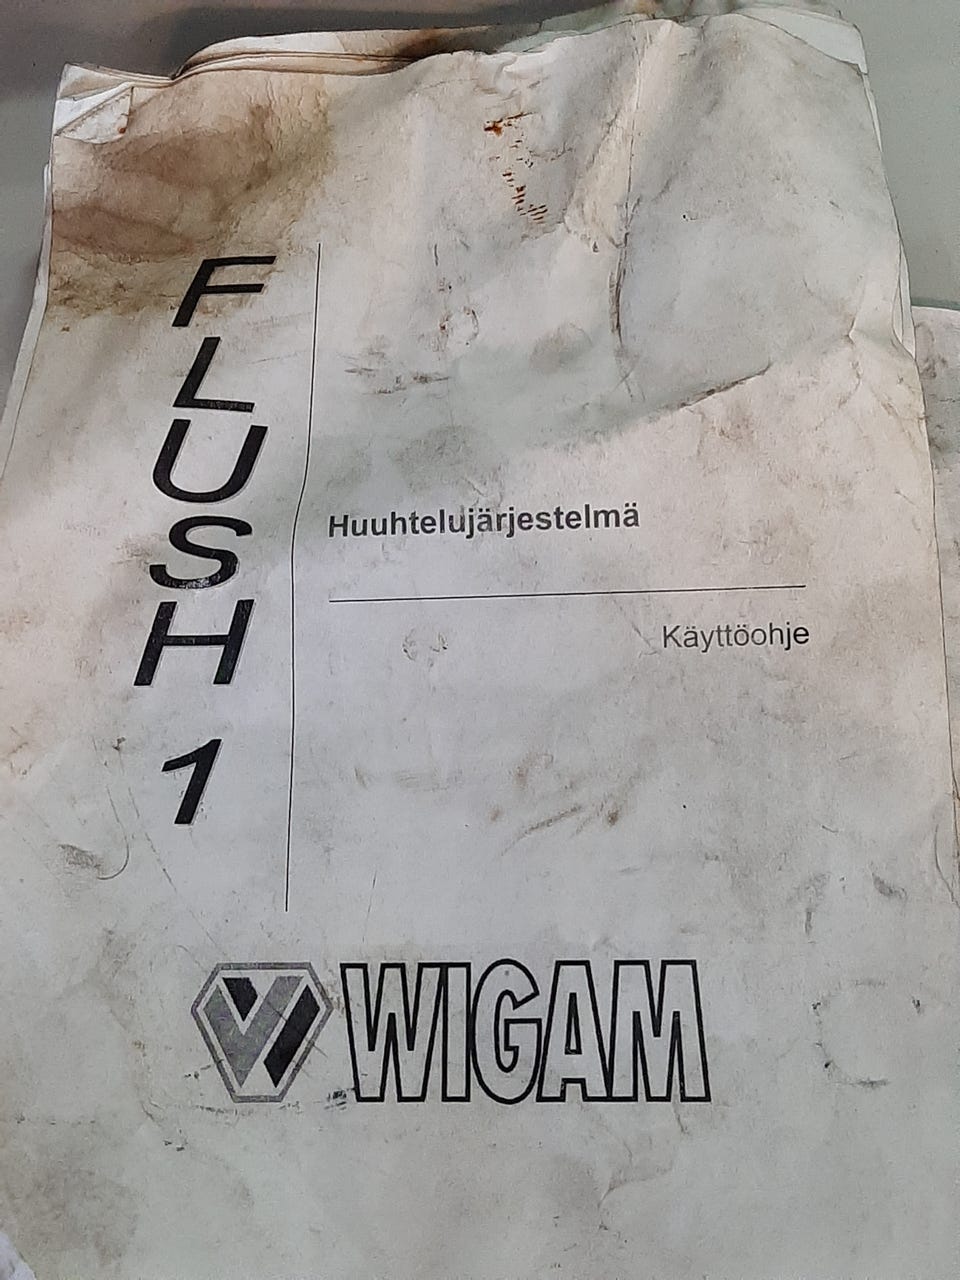 FLUSH 1
Huuhtelujärjestelmä
Käyttöohje
WIGAM